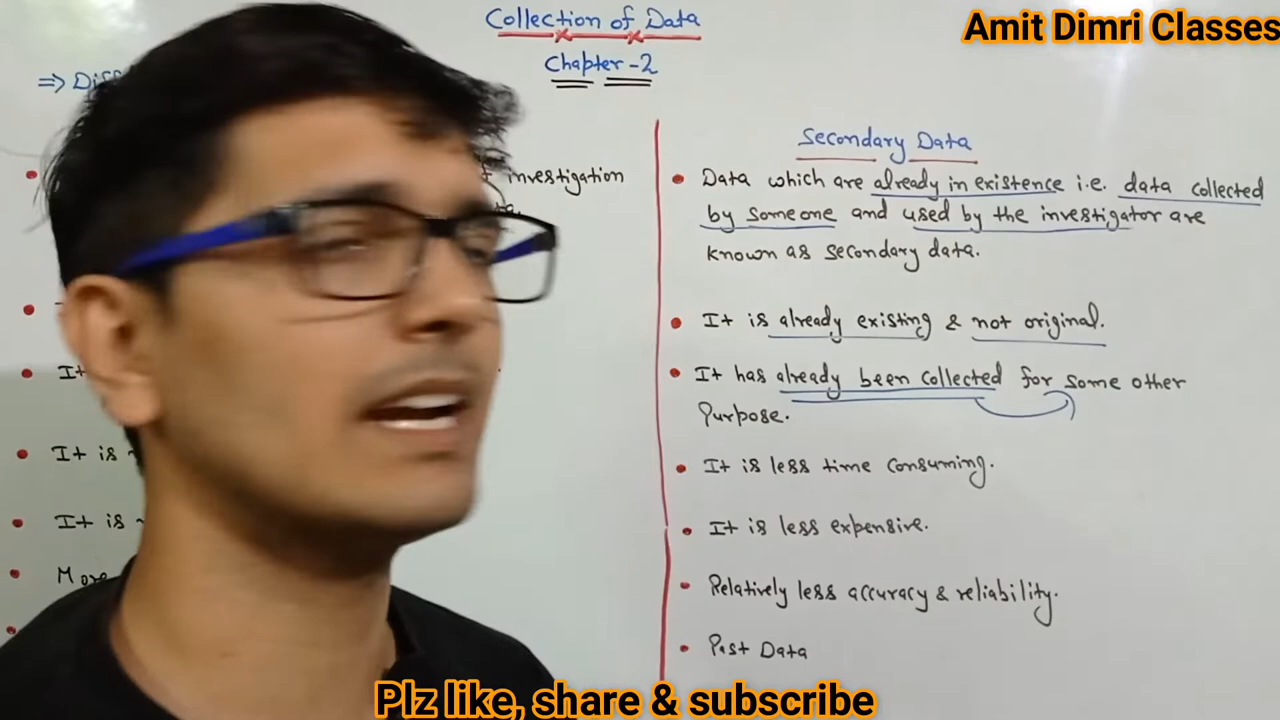 Collection of Data
Amit Dimri Classes
Chapter-2
⇒
investigation
It
It is
It is
More
Secondary Data
• Data which are already in existence i.e. data collected
by someone and used by the investigator are
known as secondary data.
• It is already existing & not original.
• It has already been collected for some other
Purpose.
• It is less time consuming.
• It is less expensive.
• Relatively less accuracy & reliability.
• Past Data
Plz like, share & subscribe